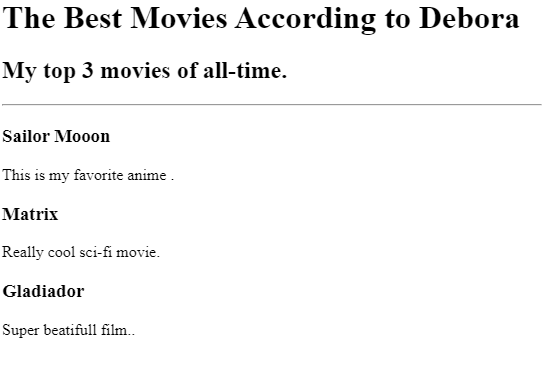 The Best Movies According to Debora
My top 3 movies of all-time.
Sailor Mooon
This is my favorite anime .
Matrix
Really cool sci-fi movie.
Gladiador
Super beatifull film..